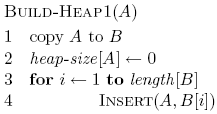 BUILD-HEAP1(A)
1 copy A to B
2 heap-size[A] ← 0
3 for i ← 1 to length[B]
4 INSERT(A, B[i])